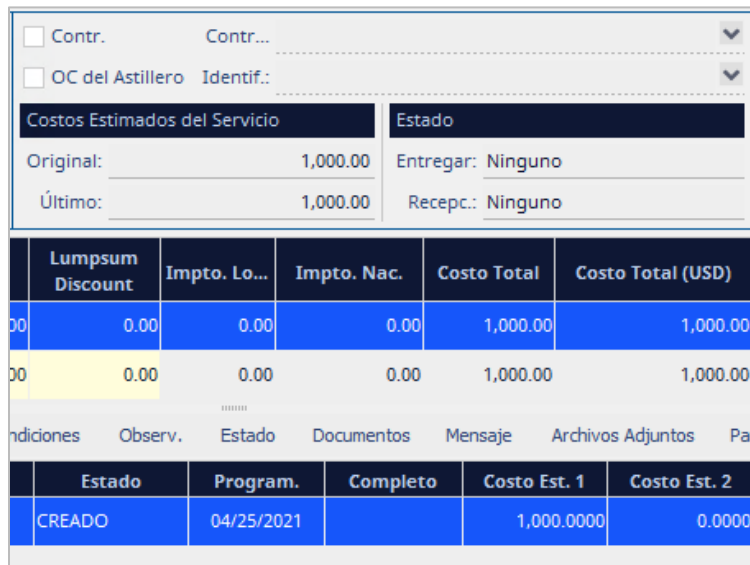 Contr. Contr...
OC del Astillero Identif.:
Costos Estimados del Servicio Estado
Original: 1,000.00 Entregar: Ninguno
Último: 1,000.00 Recepc.: Ninguno
Lumpsum Discount Impto. Lo... Impto. Nac. Costo Total Costo Total (USD)
00 0.00 0.00 0.00 1,000.00 1,000.00
00 0.00 0.00 0.00 1,000.00 1,000.00
ndiciones Observ. Estado Documentos Mensaje Archivos Adjuntos Pa
Estado Program. Completo Costo Est. 1 Costo Est. 2
CREADO 04/25/2021 1,000.0000 0.0000